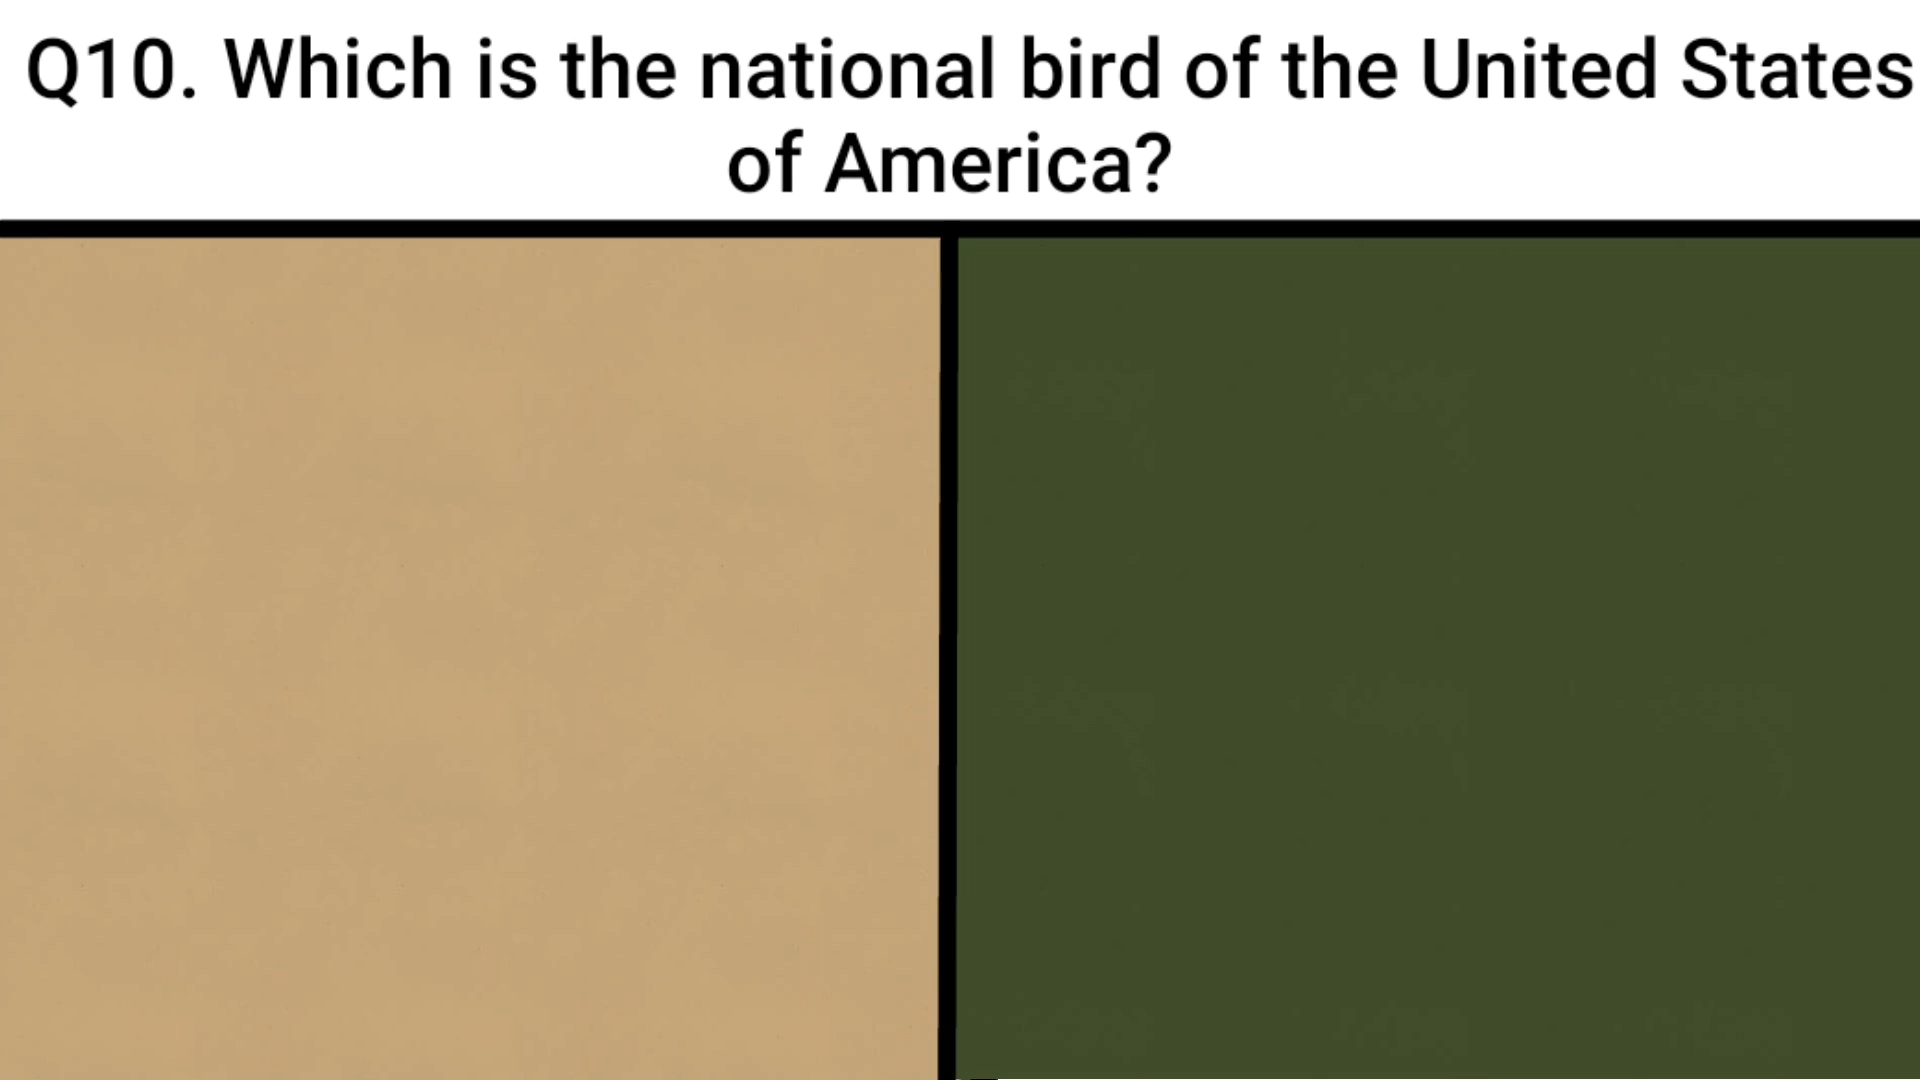 Q10. Which is the national bird of the United States
of America?